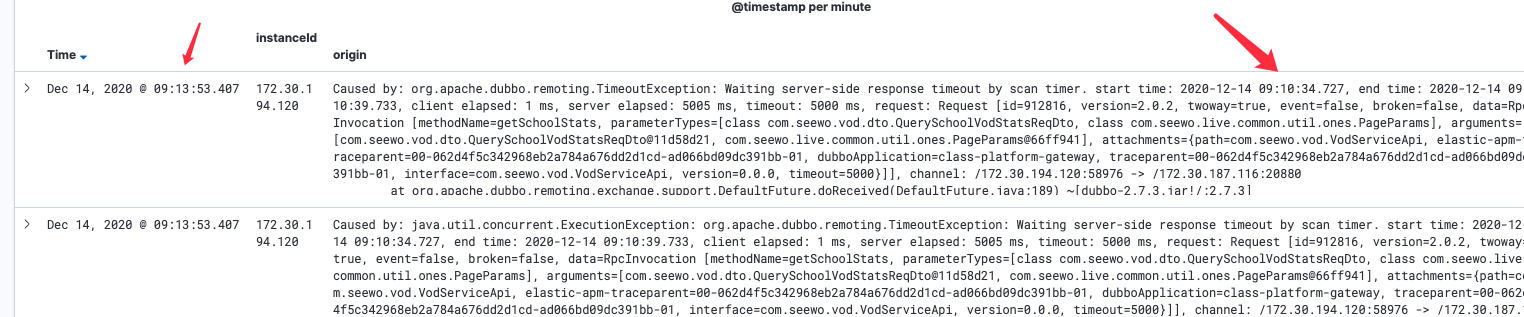 @timestamp per minute
instanceId
Time
origin
Dec 14, 2020 @ 09:13:53.407
172.30.1
94.120
Caused by: org.apache.dubbo.remoting.TimeoutException: Waiting server-side response timeout by scan timer. start time: 2020-12-14 09:10:34.727, end time: 2020-12-14 09
10:39.733, client elapsed: 1 ms, server elapsed: 5005 ms, timeout: 5000 ms, request: Request [id=912816, version=2.0.2, twoway=true, event=false, broken=false, data=Rpc
Invocation [methodName=getSchoolStats, parameterTypes=[class com.seewo.vod.dto.QuerySchoolVodStatsReqDto, class com.seewo.live.common.util.ones.PageParams], arguments=
[com.seewo.vod.dto.QuerySchoolVodStatsReqDto@11d58d21, com.seewo.live.common.util.ones.PageParams@66ff941], attachments={path=com.seewo.vod.VodServiceApi, elastic-apm-t
raceparent=00-062d4f5c342968eb2a784a676dd2d1cd-ad066bd09dc391bb-01, dubboApplication=class-platform-gateway, traceparent=00-062d4f5c342968eb2a784a676dd2d1cd-ad066bd09dc
391bb-01, interface=com.seewo.vod.VodServiceApi, version=0.0.0, timeout=5000}]], channel: /172.30.194.120:58976 -> /172.30.187.116:20880
at org.apache.dubbo.remoting.exchange.support.DefaultFuture.doReceived(DefaultFuture.java:189) ~[dubbo-2.7.3.jar!/:2.7.3]
Dec 14, 2020 @ 09:13:53.407
172.30.1
94.120
Caused by: java.util.concurrent.ExecutionException: org.apache.dubbo.remoting.TimeoutException: Waiting server-side response timeout by scan timer. start time: 2020-12-
14 09:10:34.727, end time: 2020-12-14 09:10:39.733, client elapsed: 1 ms, server elapsed: 5005 ms, timeout: 5000 ms, request: Request [id=912816, version=2.0.2, twoway=
true, event=false, broken=false, data=RpcInvocation [methodName=getSchoolStats, parameterTypes=[class com.seewo.vod.dto.QuerySchoolVodStatsReqDto, class com.seewo.live.
common.util.ones.PageParams], arguments=[com.seewo.vod.dto.QuerySchoolVodStatsReqDto@11d58d21, com.seewo.live.common.util.ones.PageParams@66ff941], attachments={path=co
m.seewo.vod.VodServiceApi, elastic-apm-traceparent=00-062d4f5c342968eb2a784a676dd2d1cd-ad066bd09dc391bb-01, dubboApplication=class-platform-gateway, traceparent=00-062d
4f5c342968eb2a784a676dd2d1cd-ad066bd09dc391bb-01, interface=com.seewo.vod.VodServiceApi, version=0.0.0, timeout=5000}]], channel: /172.30.194.120:58976 -> /172.30.187.